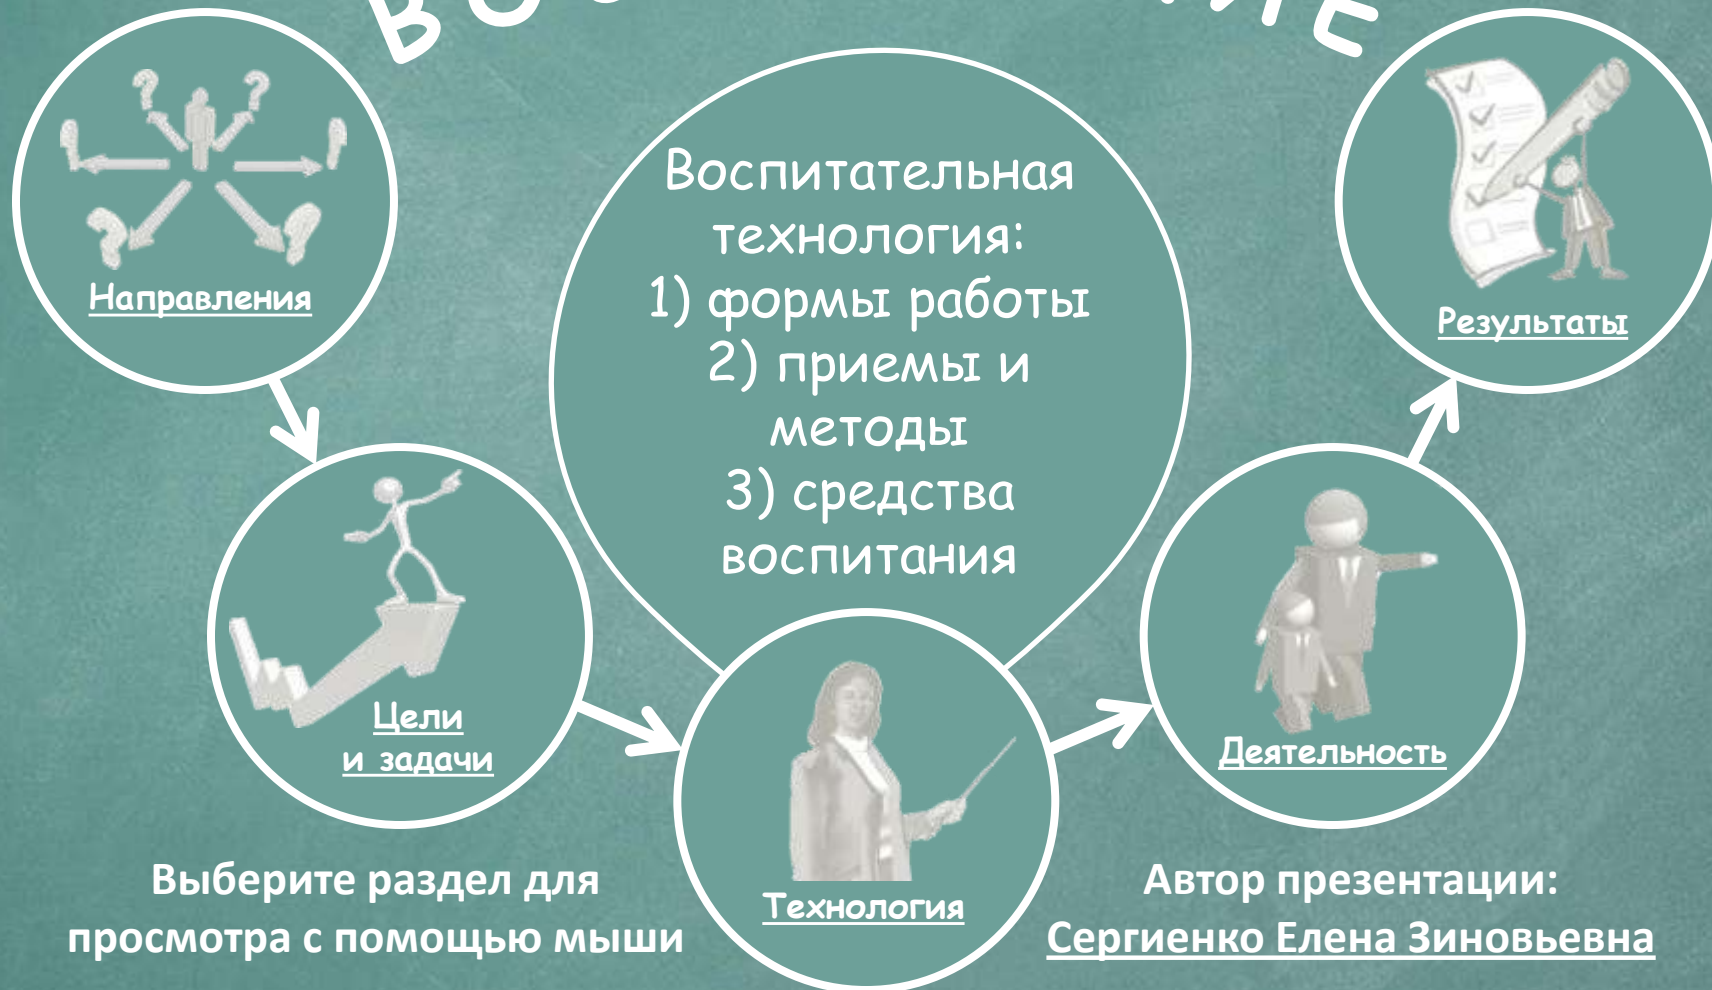 Воспитательная
технология:
1) формы работы
2) приемы и
методы
3) средства
воспитания
Направления
Цели
и задачи
Технология
Деятельность
Результаты
Выберите раздел для
просмотра с помощью мыши
Автор презентации:
Сергиенко Елена Зиновьевна